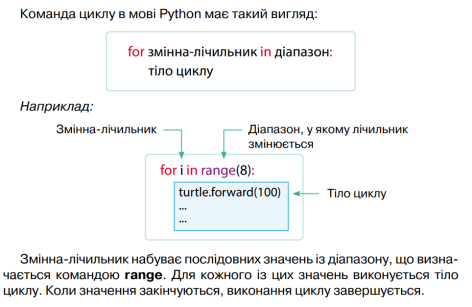 Команда циклу в мові Python має такий вигляд:
for змінна-лічильник in діапазон:
тіло циклу
Наприклад:
Змінна-лічильник
Діапазон, у якому лічильник
змінюється
for i in range(8):
turtle.forward(100)
...
...
Тіло циклу
Змінна-лічильник набуває послідовних значень із діапазону, що визна-
чається командою range. Для кожного із цих значень виконується тіло
циклу. Коли значення закінчуються, виконання циклу завершується.